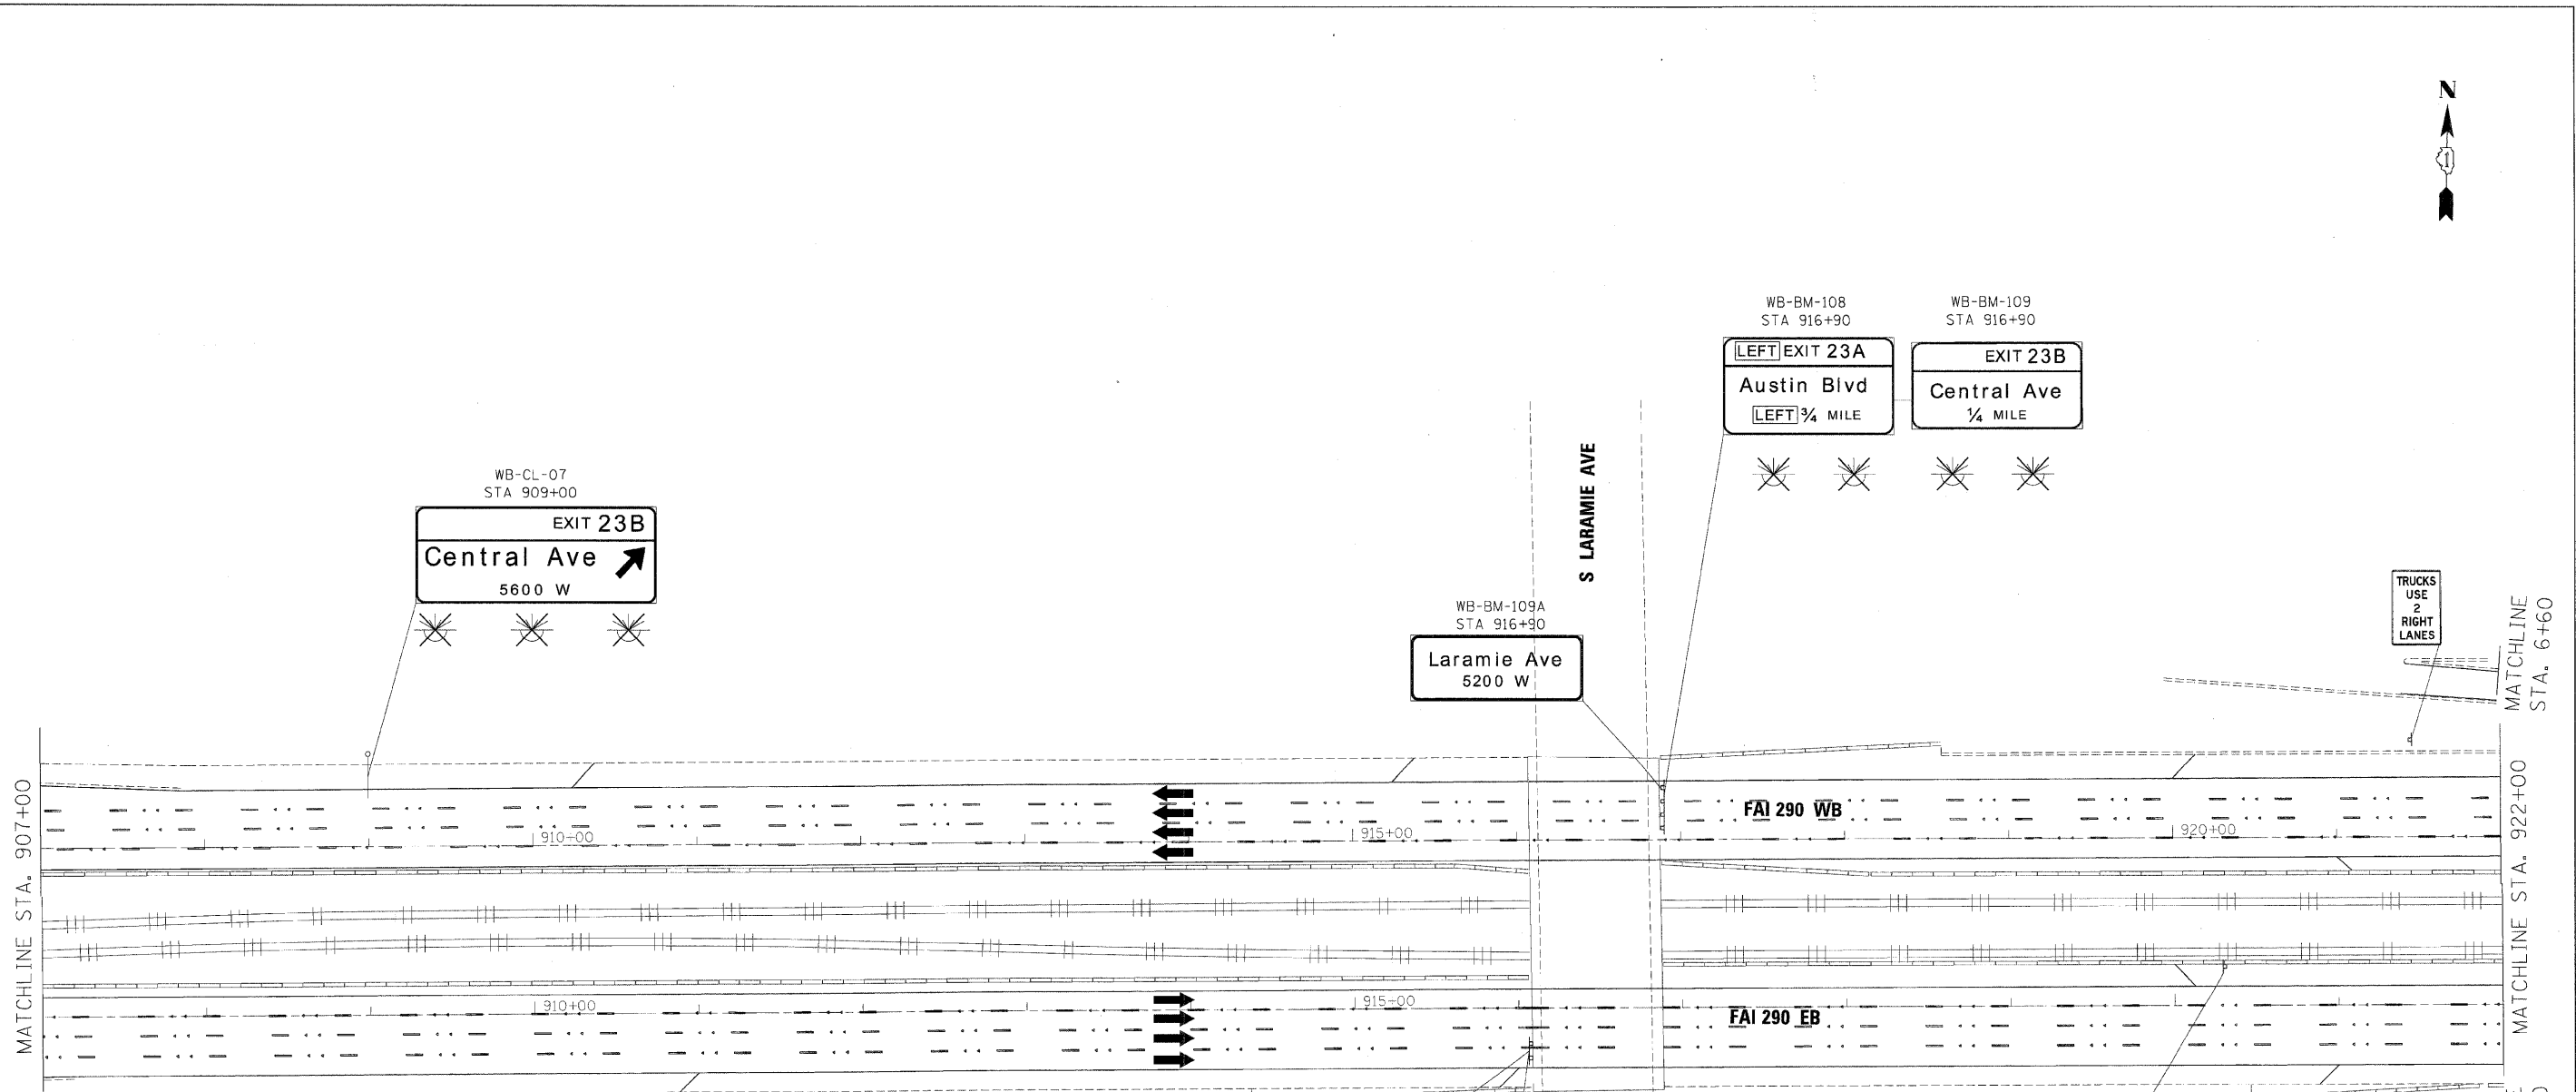 N
1
WB-BM-108
STA 916+90
LEFT EXIT 23A
Austin Blvd
LEFT ¾ MILE
WB-BM-109
STA 916+90
EXIT 23B
Central Ave
¼ MILE
WB-CL-07
STA 909+00
EXIT 23B
Central Ave
5600 W
S LARAMIE AVE
WB-BM-109A
STA 916+90
Laramie Ave
5200 W
TRUCKS
USE
2
RIGHT
LANES
MATCHLINE
STA. 6+60
MATCHLINE STA. 907+00
MATCHLINE STA. 922+00
FAI 290 WB
910+00
915+00
920+00
910+00
915+00
FAI 290 EB